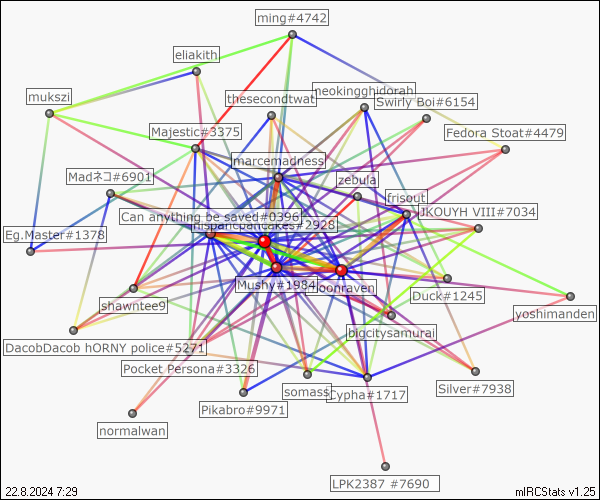 ming#4742
eliakith
mukszi
thesecondtwat
neokingghidorah
Swirly Boi#6154
Majestic#3375
Fedora Stoat#4479
marcemadness
Madネコ#6901
zebula
frisout
JKOUYH VIII#7034
Can anything be saved#0396
hispanicpancakes#2928
Eg.Master#1378
Mushy#1984
moonraven
Duck#1245
shawntee9
yoshimanden
bigcitysamurai
DacobDacob hORNY police#5271
Pocket Persona#3326
somass
Cypha#1717
Silver#7938
Pikabro#9971
normalwan
LPK2387 #7690
22.8.2024 7:29
mIRCStats v1.25